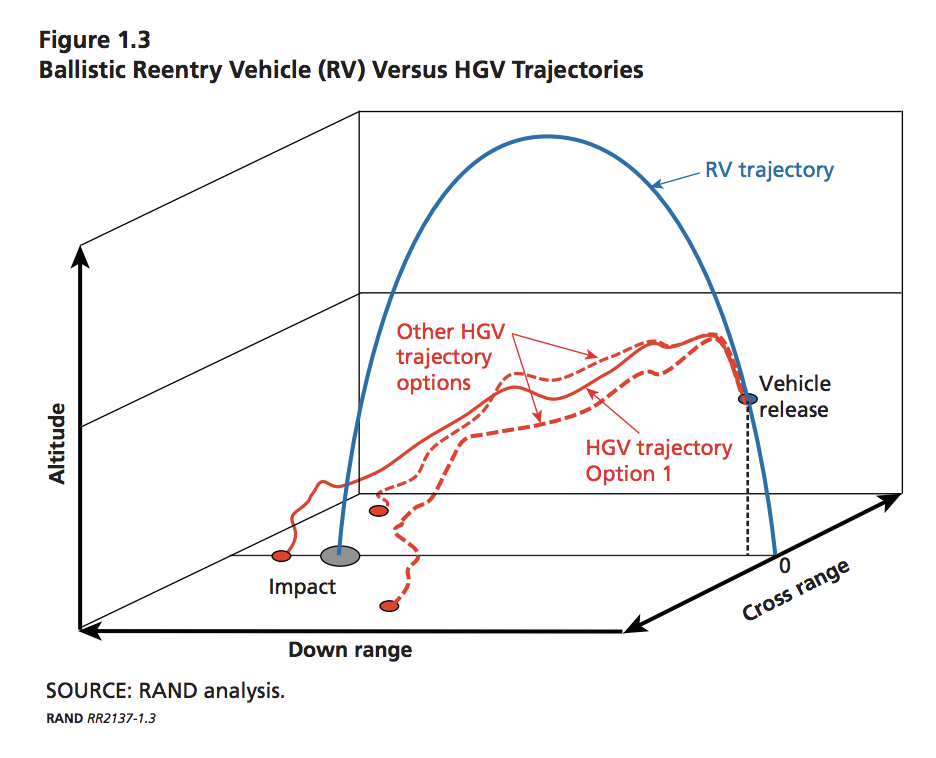 Figure 1.3
Ballistic Reentry Vehicle (RV) Versus HGV Trajectories
RV trajectory
Other HGV
trajectory
options
Vehicle
release
HGV trajectory
Option 1
Altitude
0
Impact
Cross range
Down range
SOURCE: RAND analysis.
RAND RR2137-1.3